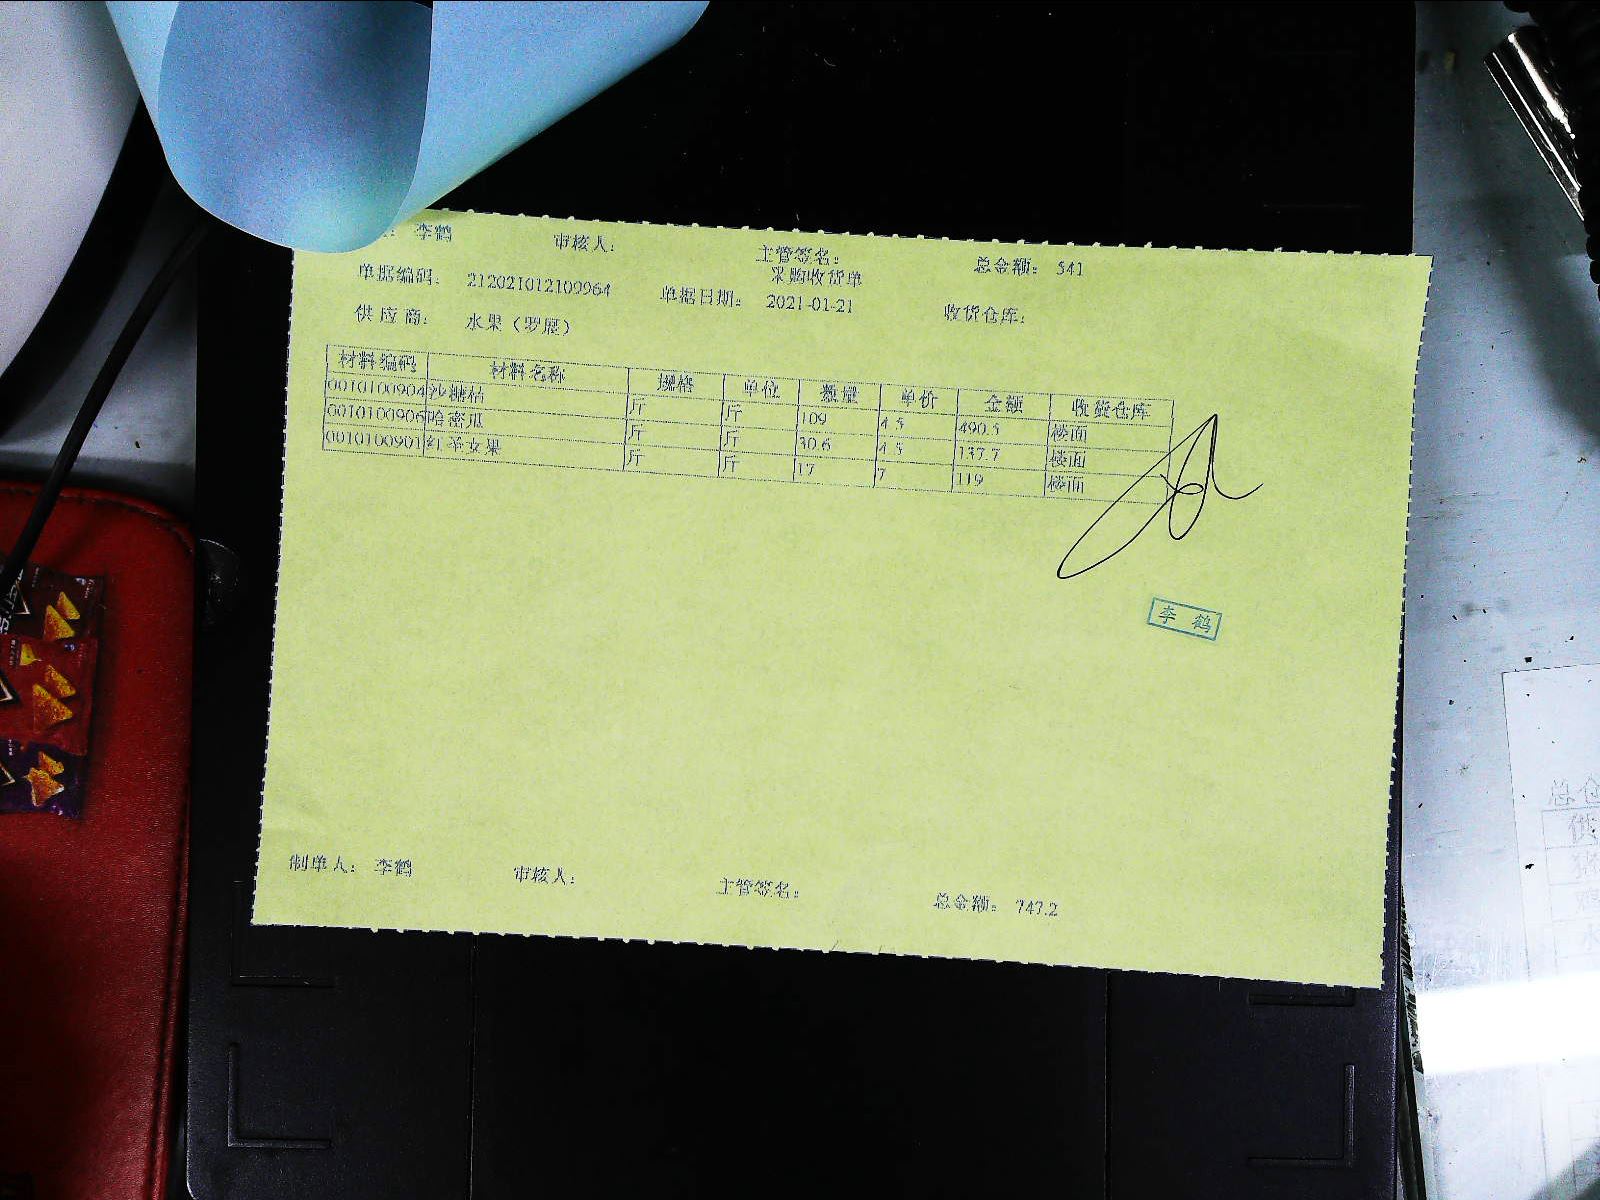 : 李鹤 审核人: 主管签名: 总金额: 541
采购收货单
单据编码: 212021012109964 单据日期: 2021-01-21 收货仓库:
供应商: 水果（罗屉）
材料编码 材料名称 规格 单位 数量 单价 金额 收货仓库
0010100904 沙糖桔 斤 斤 109 4.5 490.5 楼面
0010100906 哈密瓜 斤 斤 30.6 4.5 137.7 楼面
0010100901 红圣女果 斤 斤 17 7 119 楼面
李鹤
制单人: 李鹤 审核人: 主管签名: 总金额: 747.2
总仓
供
猪